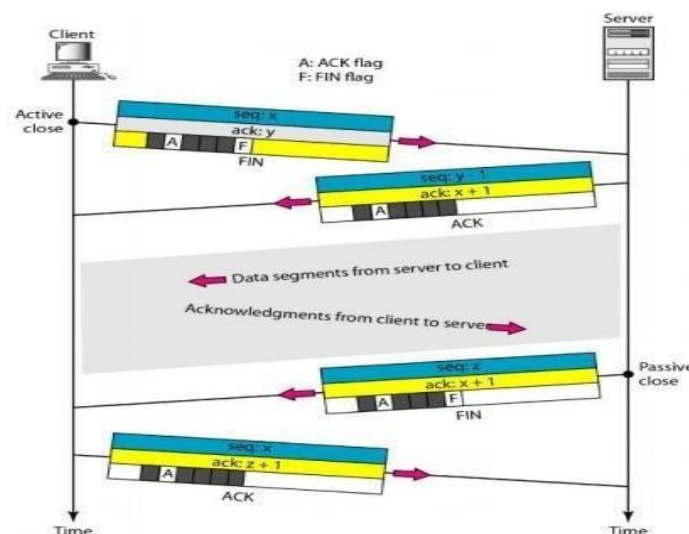 Client
Server
A: ACK flag
F: FIN flag
Active
close
seq: x
ack: y
A
F
FIN
seq: y - 1
ack: x + 1
A
ACK
Data segments from server to client
Acknowledgments from client to server
seq: z
ack: x + 1
A
F
FIN
Passive
close
seq: x
ack: z + 1
A
ACK
Time
Time